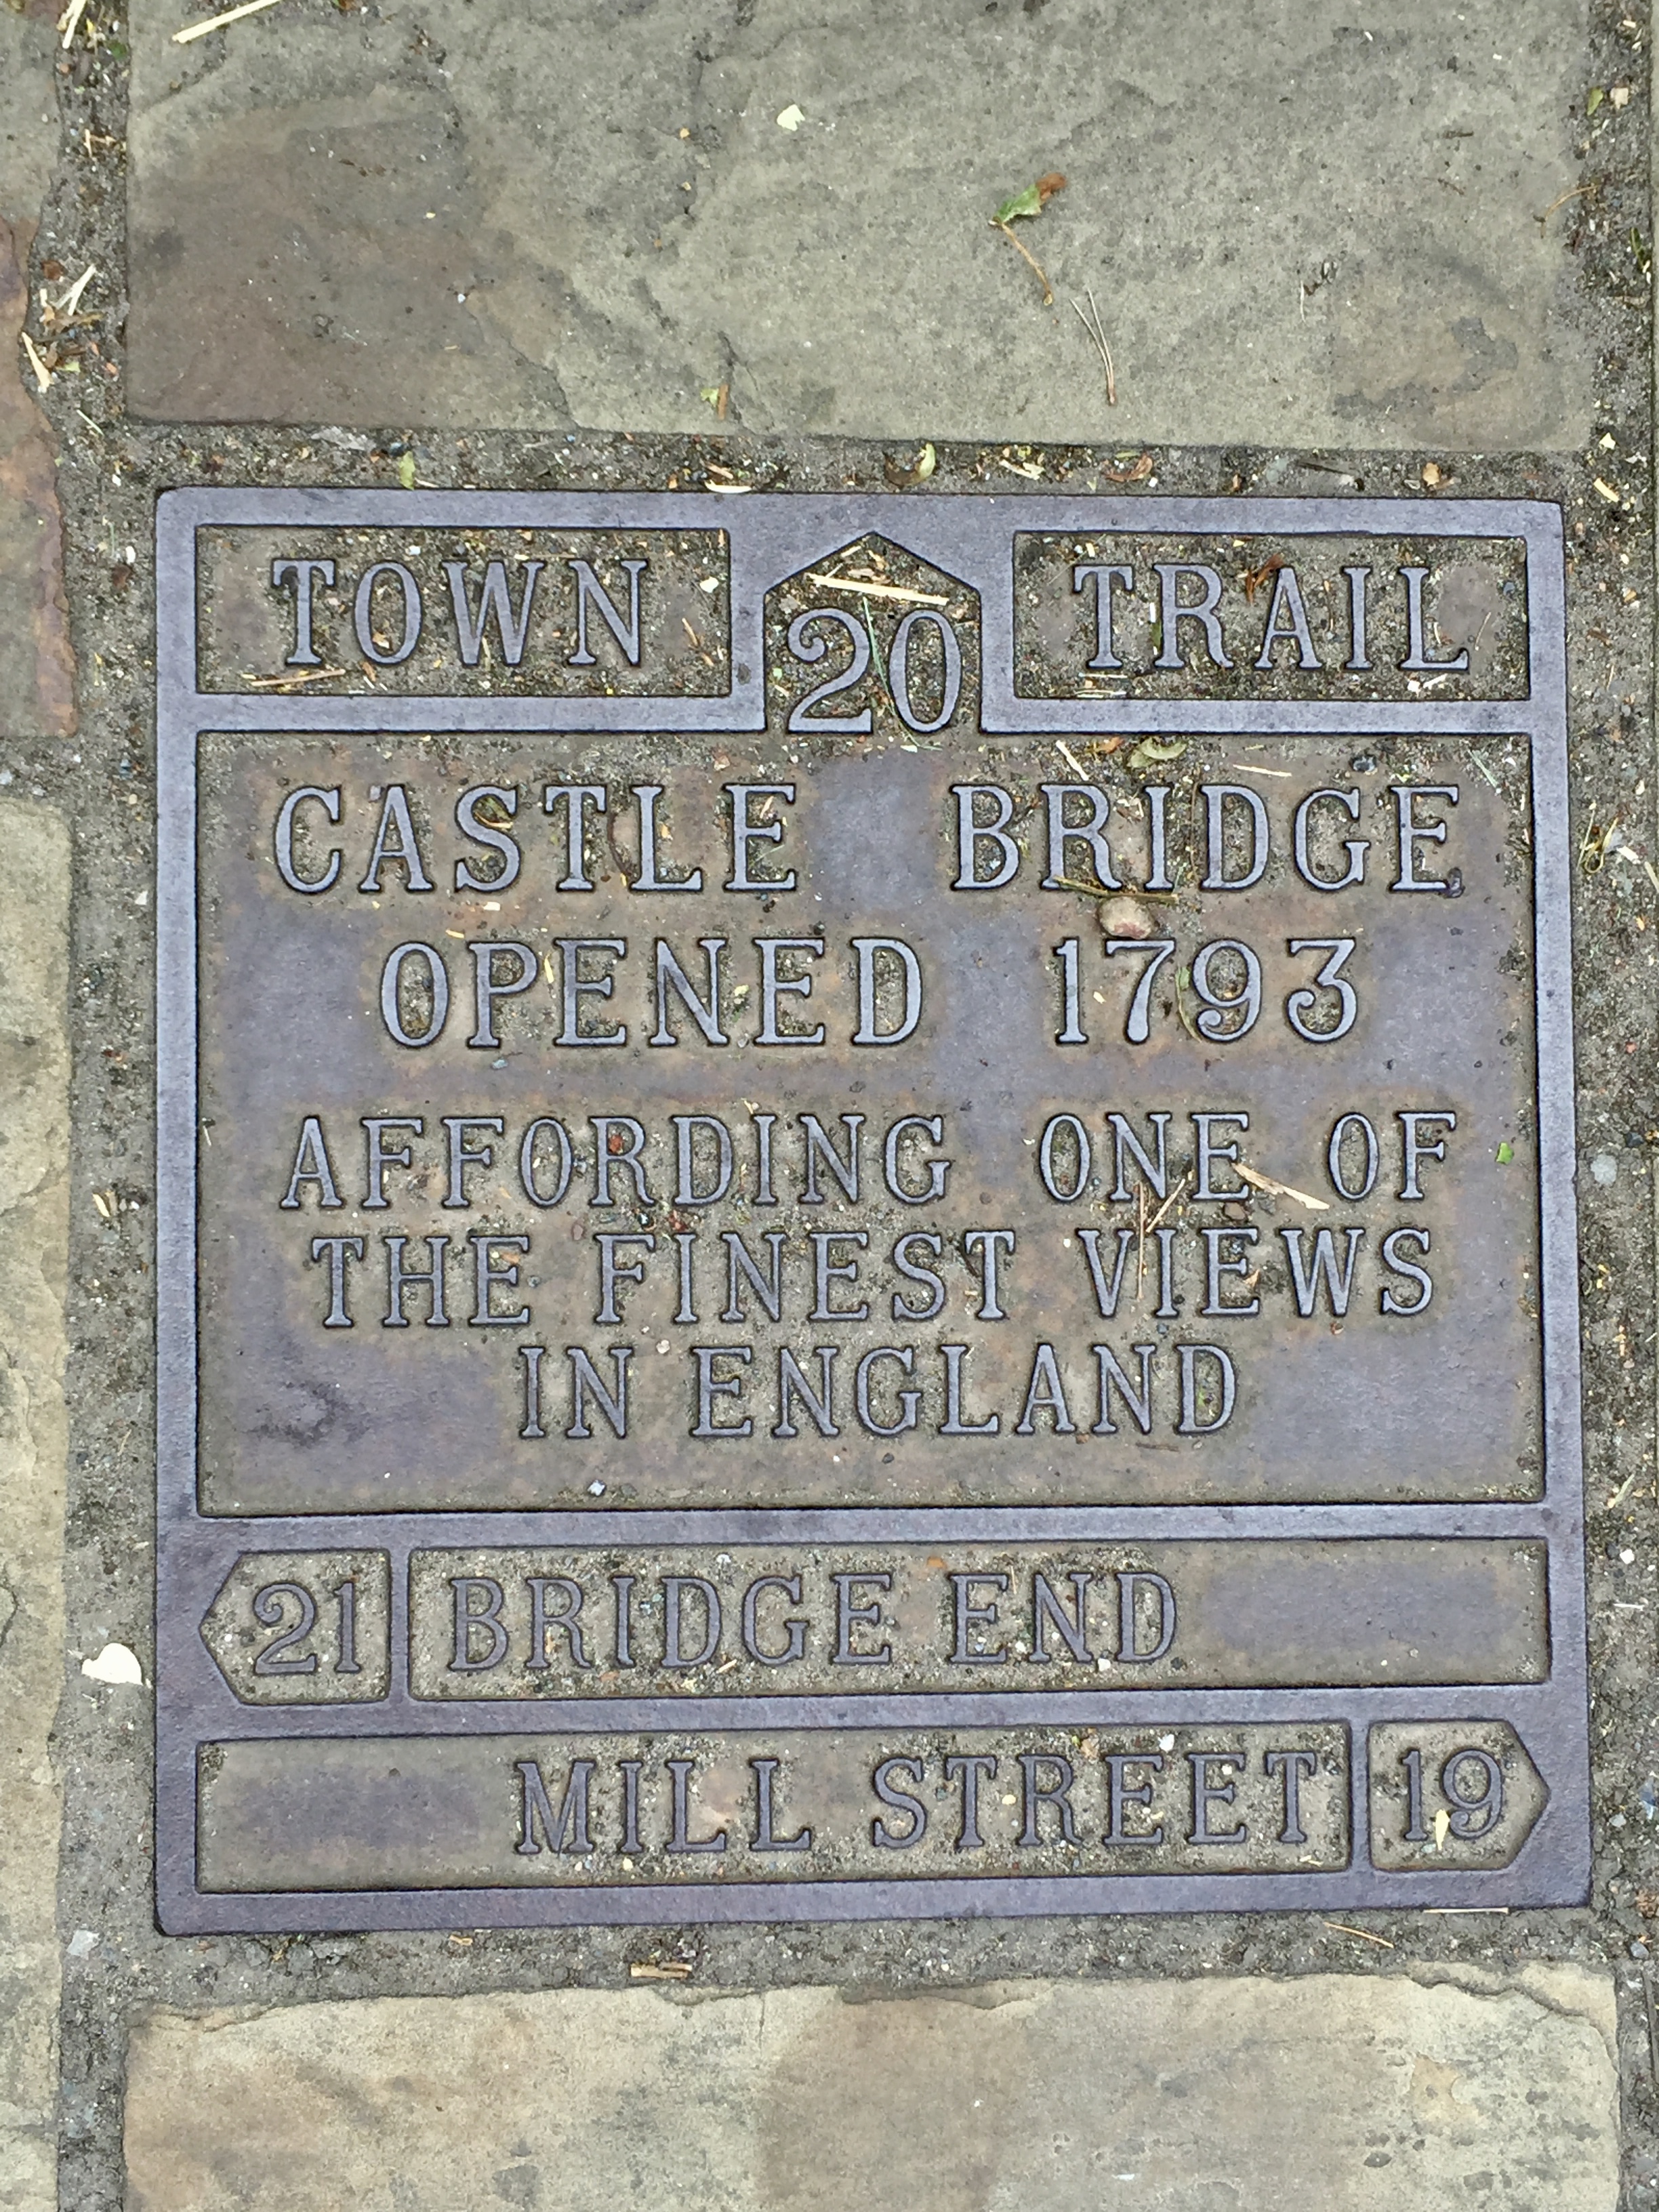 TOWN 20 TRAIL
CASTLE BRIDGE
OPENED 1793
AFFORDING ONE OF
THE FINEST VIEWS
IN ENGLAND
21 BRIDGE END
MILL STREET 19